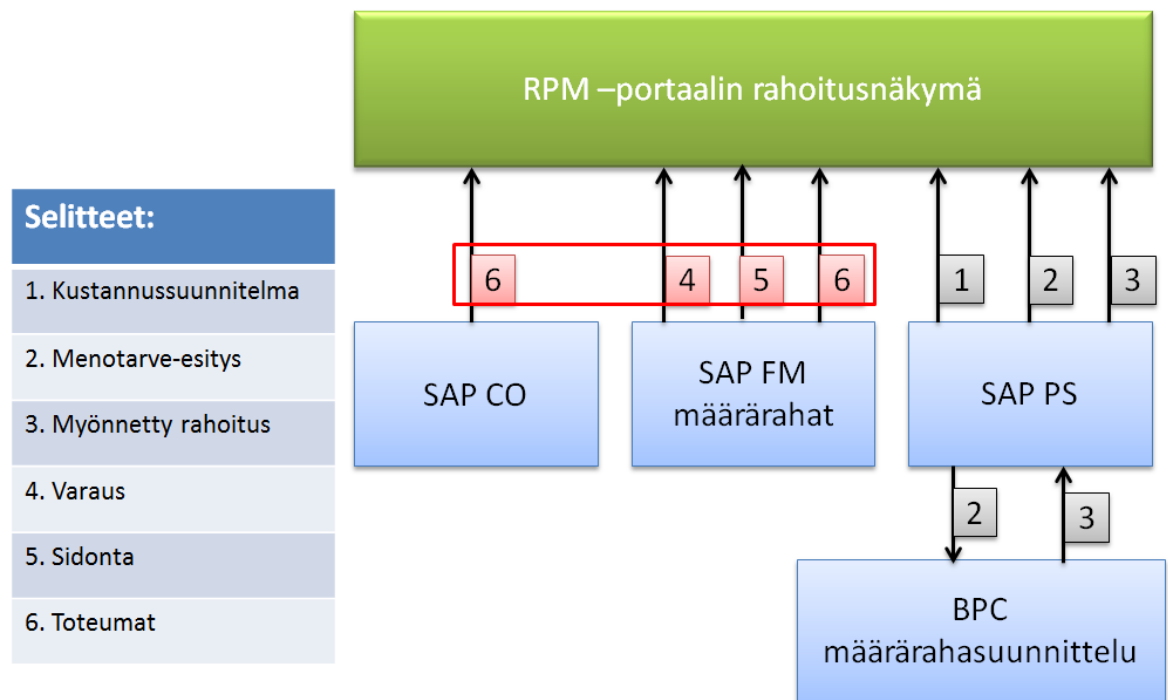 RPM –portaalin rahoitusnäkymä
Selitteet:
1. Kustannussuunnitelma
2. Menotarve-esitys
3. Myönnetty rahoitus
4. Varaus
5. Sidonta
6. Toteumat
6
4
5
6
1
2
3
SAP CO
SAP FM
määrärahat
SAP PS
2
3
BPC
määrärahasuunnittelu